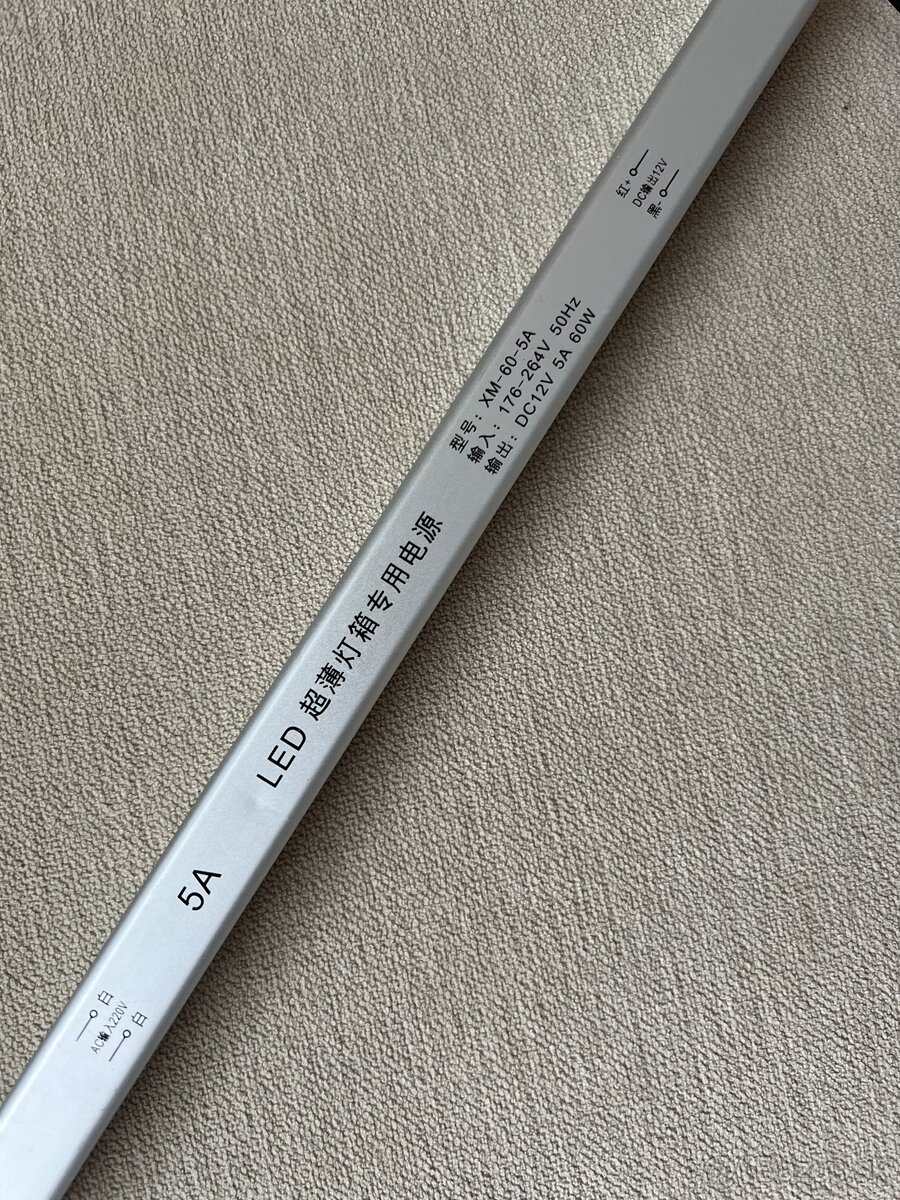 白
AC输入220V
白
5A
LED 超薄灯箱专用电源
型号：XM-60-5A
输入：176-264V 50Hz
输出：DC12V 5A 60W
红+
DC输出12V
黑-